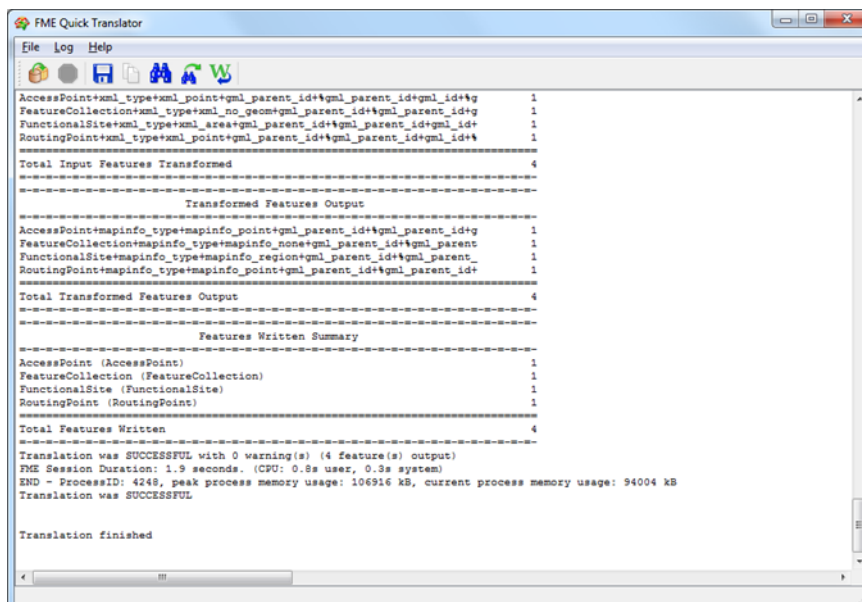 FME Quick Translator
File Log Help
AccessPoint+xml_type+xml_point+gml_parent_id+%gml_parent_id+gml_id+%g 1
FeatureCollection+xml_type+xml_no_geom+gml_parent_id+%gml_parent_id+g 1
FunctionalSite+xml_type+xml_area+gml_parent_id+%gml_parent_id+gml_id+ 1
RoutingPoint+xml_type+xml_point+gml_parent_id+%gml_parent_id+gml_id+% 1
==============================================================================
Total Input Features Transformed 4
=-=-=-=-=-=-=-=-=-=-=-=-=-=-=-=-=-=-=-=-=-=-=-=-=-=-=-=-=-=-=-=-=-=-=-=-=-=-
=-=-=-=-=-=-=-=-=-=-=-=-=-=-=-=-=-=-=-=-=-=-=-=-=-=-=-=-=-=-=-=-=-=-=-=-=-=-
Transformed Features Output
=-=-=-=-=-=-=-=-=-=-=-=-=-=-=-=-=-=-=-=-=-=-=-=-=-=-=-=-=-=-=-=-=-=-=-=-=-=-
AccessPoint+mapinfo_type+mapinfo_point+gml_parent_id+%gml_parent_id+g 1
FeatureCollection+mapinfo_type+mapinfo_none+gml_parent_id+%gml_parent 1
FunctionalSite+mapinfo_type+mapinfo_region+gml_parent_id+%gml_parent_ 1
RoutingPoint+mapinfo_type+mapinfo_point+gml_parent_id+%gml_parent_id+ 1
==============================================================================
Total Transformed Features Output 4
=-=-=-=-=-=-=-=-=-=-=-=-=-=-=-=-=-=-=-=-=-=-=-=-=-=-=-=-=-=-=-=-=-=-=-=-=-=-
=-=-=-=-=-=-=-=-=-=-=-=-=-=-=-=-=-=-=-=-=-=-=-=-=-=-=-=-=-=-=-=-=-=-=-=-=-=-
Features Written Summary
=-=-=-=-=-=-=-=-=-=-=-=-=-=-=-=-=-=-=-=-=-=-=-=-=-=-=-=-=-=-=-=-=-=-=-=-=-=-
AccessPoint (AccessPoint) 1
FeatureCollection (FeatureCollection) 1
FunctionalSite (FunctionalSite) 1
RoutingPoint (RoutingPoint) 1
==============================================================================
Total Features Written 4
=-=-=-=-=-=-=-=-=-=-=-=-=-=-=-=-=-=-=-=-=-=-=-=-=-=-=-=-=-=-=-=-=-=-=-=-=-=-
Translation was SUCCESSFUL with 0 warning(s) (4 feature(s) output)
FME Session Duration: 1.9 seconds. (CPU: 0.8s user, 0.3s system)
END - ProcessID: 4248, peak process memory usage: 106916 kB, current process memory usage: 94004 kB
Translation was SUCCESSFUL
Translation finished